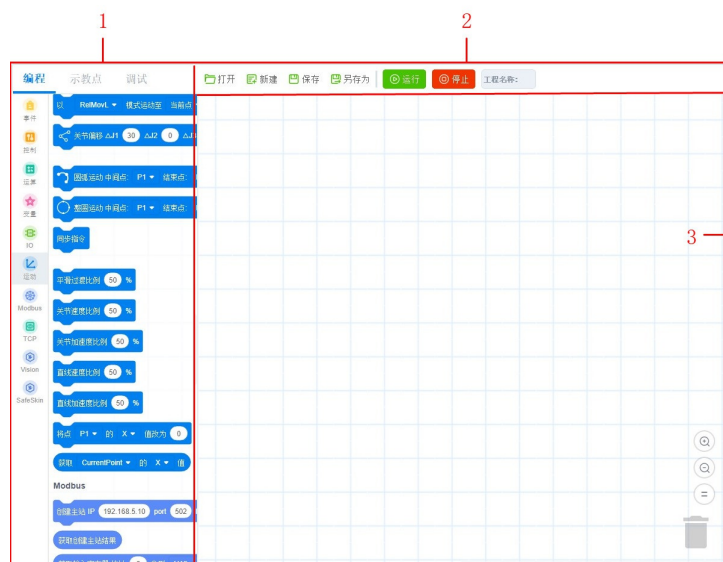 1
2
编程 示教点 调试
打开 新建 保存 另存为 运行 停止 工程名称:
事件
控制
运算
变量
IO
运动
Modbus
TCP
Vision
SafeSkin
以 RelMovL 模式运动至 当前点
关节偏移 ΔJ1 30 ΔJ2 0 ΔJ3
圆弧运动 中间点: P1 结束点:
整圆运动 中间点: P1 结束点:
同步指令
平滑过渡比例 50 %
关节速度比例 50 %
关节加速度比例 50 %
直线速度比例 50 %
直线加速度比例 50 %
将点 P1 的 X 值改为 0
获取 CurrentPoint 的 X 值
Modbus
创建主站 IP 192.168.5.10 port 502
获取创建主站结果
3